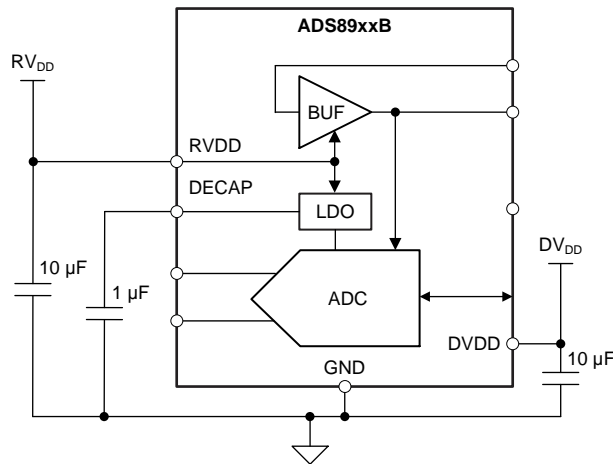 ADS89xxB
RVDD
BUF
RVDD
DECAP
LDO
DVDD
10 µF
1 µF
ADC
DVDD
GND
10 µF